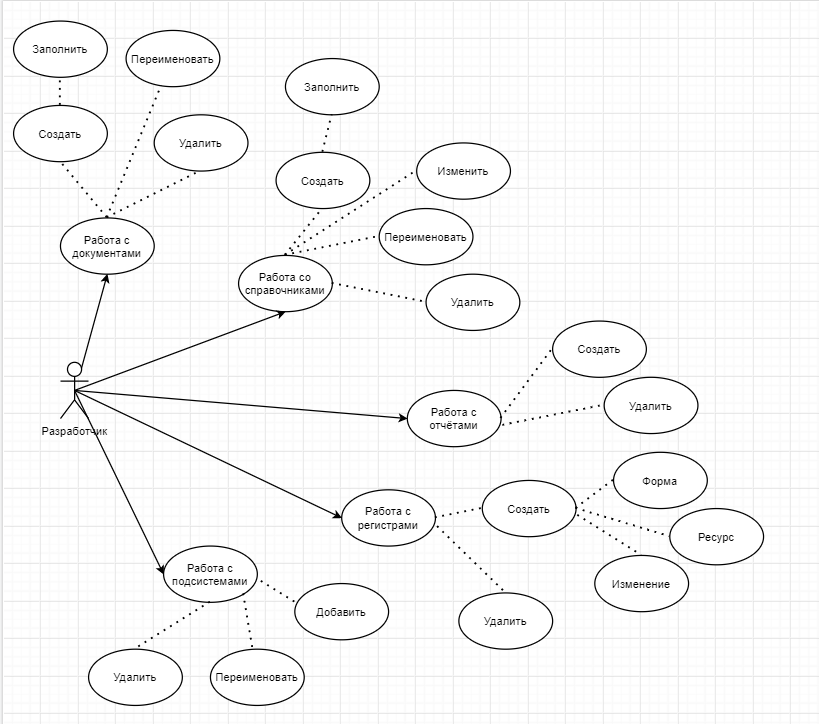 Заполнить
Переименовать
Создать
Удалить
Работа с
документами
Заполнить
Создать
Изменить
Переименовать
Работа со
справочниками
Удалить
Разработчик
Создать
Работа с
отчётами
Удалить
Работа с
регистрами
Создать
Форма
Ресурс
Изменение
Удалить
Работа с
подсистемами
Добавить
Удалить
Переименовать